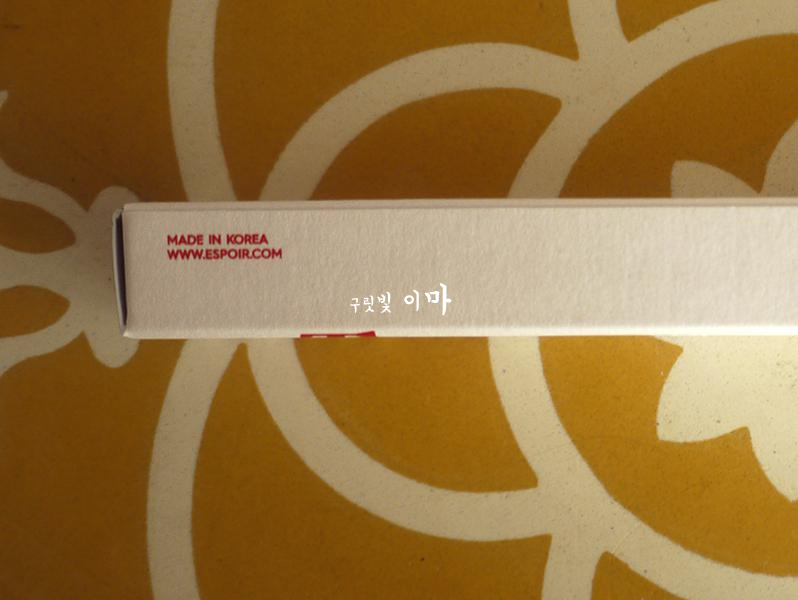 MADE IN KOREA
WWW.ESPOIR.COM
구릿빛 이마